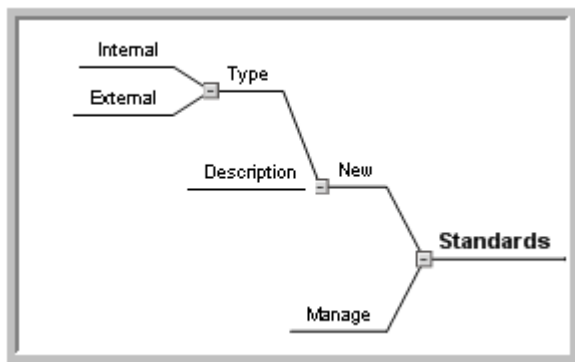 Internal
Type
External
Description
New
Standards
Manage